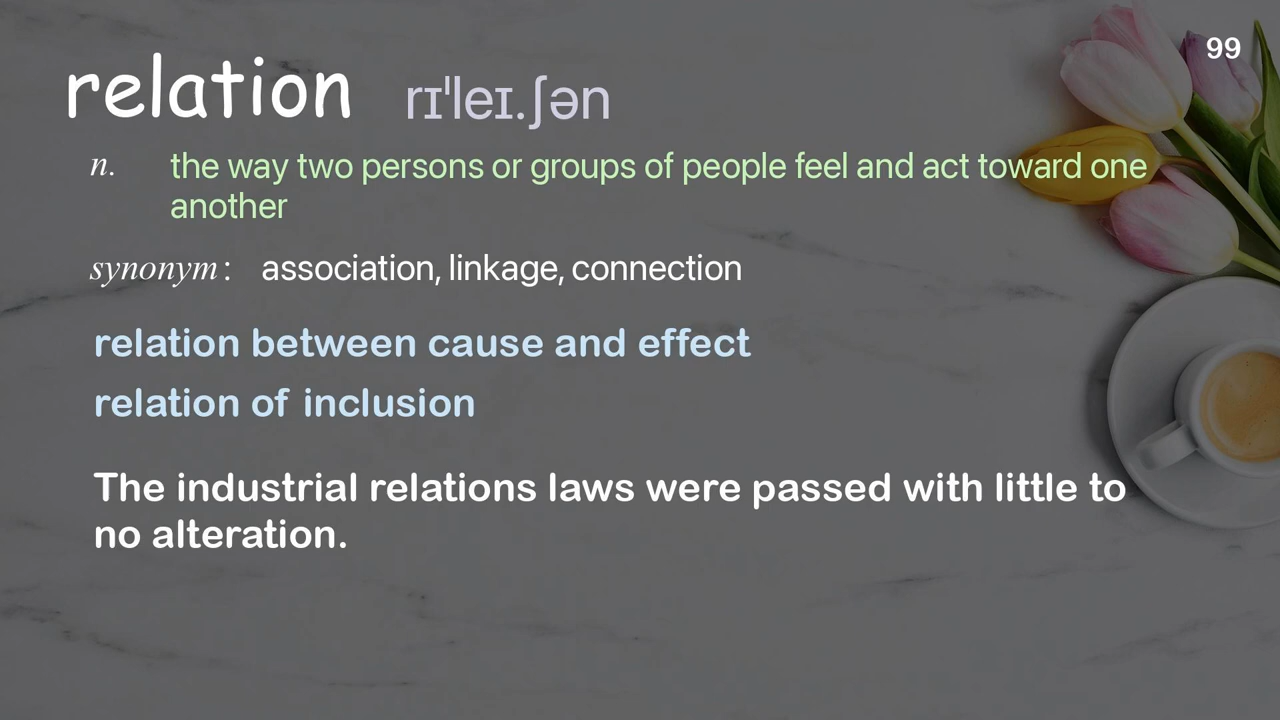 99
relation rɪˈleɪ.ʃən
n. the way two persons or groups of people feel and act toward one
another
synonym: association, linkage, connection
relation between cause and effect
relation of inclusion
The industrial relations laws were passed with little to
no alteration.